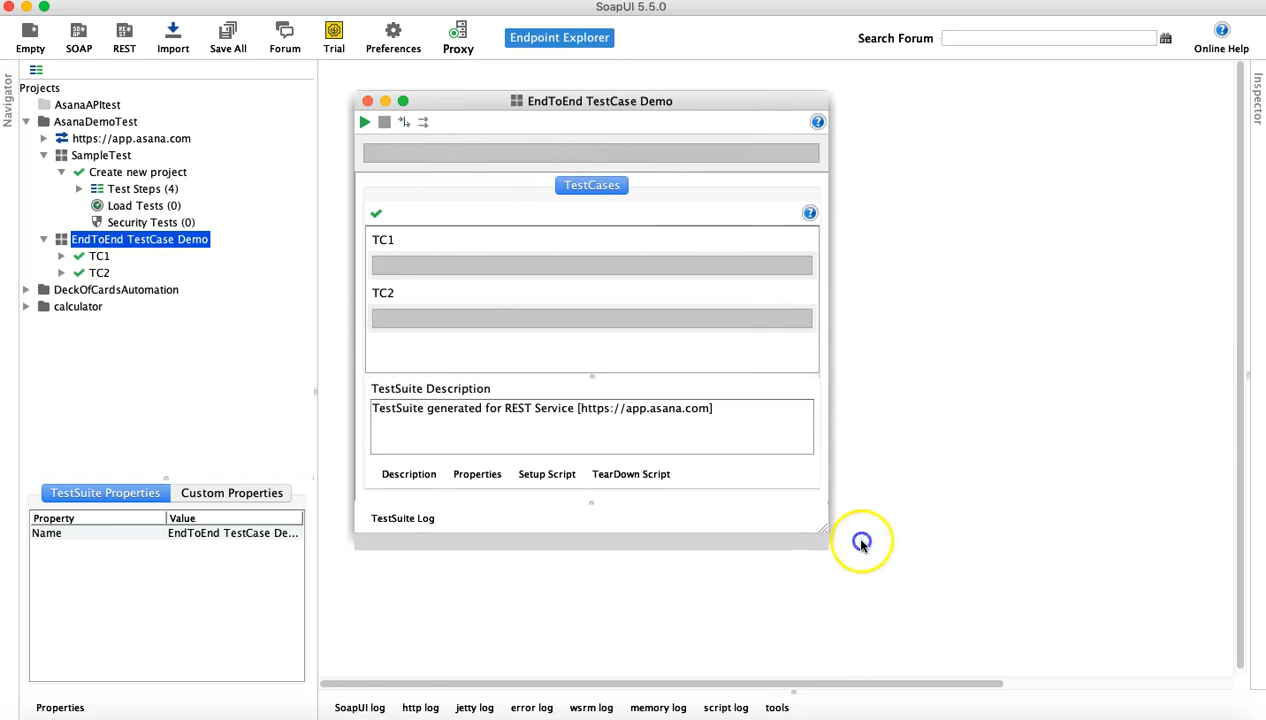 SoapUI 5.5.0
Empty SOAP REST Import Save All Forum Trial Preferences Proxy Endpoint Explorer Search Forum Online Help
Navigator
Projects
AsanaAPItest
AsanaDemoTest
https://app.asana.com
SampleTest
Create new project
Test Steps (4)
Load Tests (0)
Security Tests (0)
EndToEnd TestCase Demo
TC1
TC2
DeckOfCardsAutomation
calculator
TestSuite Properties Custom Properties
Property Value
Name EndToEnd TestCase De...
Properties
EndToEnd TestCase Demo
TestCases
TC1
TC2
TestSuite Description
TestSuite generated for REST Service [https://app.asana.com]
Description Properties Setup Script TearDown Script
TestSuite Log
SoapUI log http log jetty log error log wsrm log memory log script log tools
Inspector